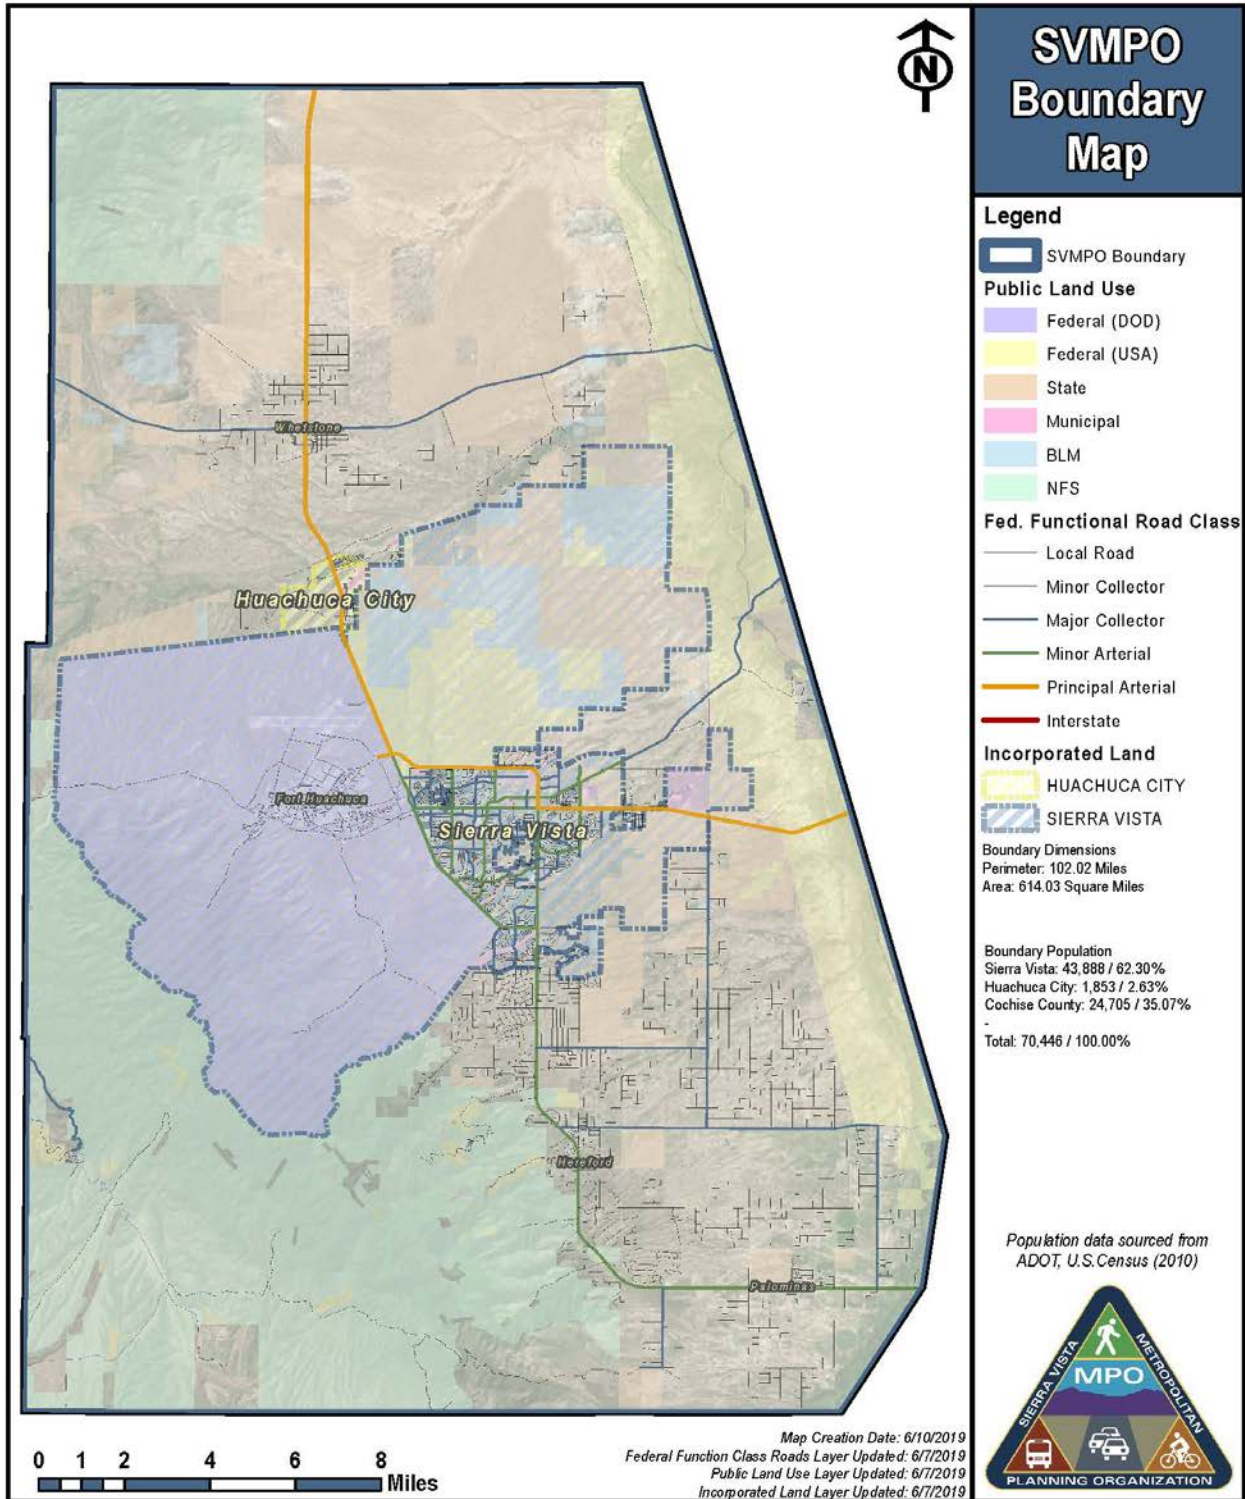 N
SVMPO
Boundary
Map
Legend
SVMPO Boundary
Public Land Use
Federal (DOD)
Federal (USA)
State
Municipal
BLM
NFS
Fed. Functional Road Class
Local Road
Minor Collector
Major Collector
Minor Arterial
Principal Arterial
Interstate
Incorporated Land
HUACHUCA CITY
SIERRA VISTA
Boundary Dimensions
Perimeter: 102.02 Miles
Area: 614.03 Square Miles
Boundary Population
Sierra Vista: 43,888 / 62.30%
Huachuca City: 1,853 / 2.63%
Cochise County: 24,705 / 35.07%
-
Total: 70,446 / 100.00%
Population data sourced from
ADOT, U.S.Census (2010)
SIERRA VISTA
METROPOLITAN
MPO
PLANNING ORGANIZATION
Whetstone
Huachuca City
Fort Huachuca
Sierra Vista
Hereford
Palominas
0 1 2 4 6 8
Miles
Map Creation Date: 6/10/2019
Federal Function Class Roads Layer Updated: 6/7/2019
Public Land Use Layer Updated: 6/7/2019
Incorporated Land Layer Updated: 6/7/2019